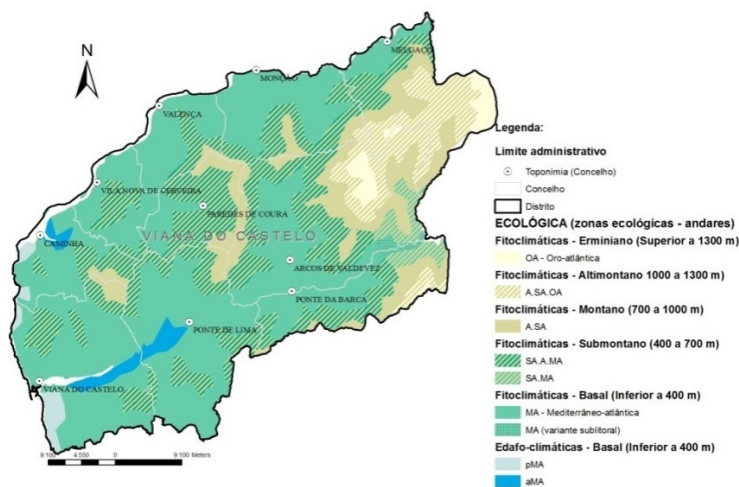 N
MELGAÇO
MONÇÃO
VALENÇA
VILA NOVA DE CERVEIRA
PAREDES DE COURA
VIANA DO CASTELO
CAMINHA
ARCOS DE VALDEVEZ
PONTE DA BARCA
PONTE DE LIMA
VIANA DO CASTELO
9.100 4.550 0 9.100 Meters
Legenda:
Limite administrativo
Toponímia (Concelho)
Concelho
Distrito
ECOLÓGICA (zonas ecológicas - andares)
Fitoclimáticas - Erminiano (Superior a 1300 m)
OA - Oro-atlântica
Fitoclimáticas - Altimontano 1000 a 1300 m)
A.SA.OA
Fitoclimáticas - Montano (700 a 1000 m)
A.SA
Fitoclimáticas - Submontano (400 a 700 m)
SA.A.MA
SA.MA
Fitoclimáticas - Basal (Inferior a 400 m)
MA - Mediterrâneo-atlântica
MA (variante sublitoral)
Edafo-climáticas - Basal (Inferior a 400 m)
pMA
aMA